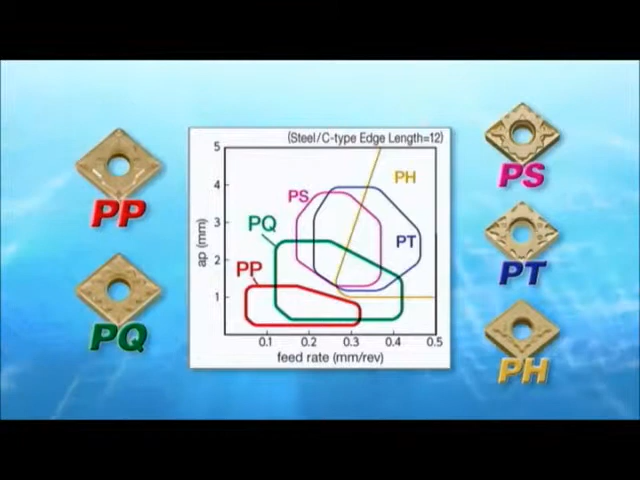 PP
PQ
(Steel/C-type Edge Length=12)
5
4
3
2
1
ap (mm)
PH
PS
PQ
PT
PP
0.1 0.2 0.3 0.4 0.5
feed rate (mm/rev)
PS
PT
PH